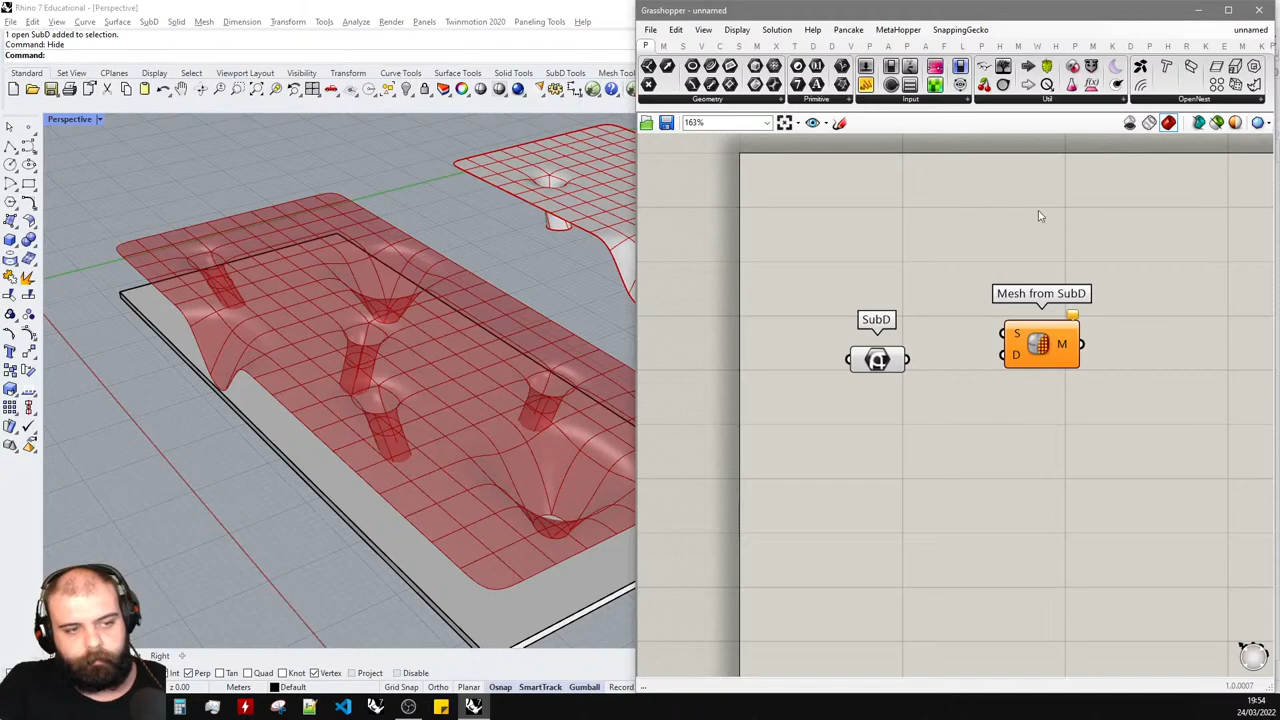 Rhino 7 Educational - [Perspective]
File Edit View Curve Surface SubD Solid Mesh Dimension Transform Tools Analyze Render Panels Twinmotion 2020 Paneling Tools
1 open SubD added to selection.
Command: Hide
Command:
Standard Set View CPlanes Display Select Viewport Layout Visibility Transform Curve Tools Surface Tools Solid Tools SubD Tools Mesh Tool
Perspective
Right
Int Perp Tan Quad Knot Vertex Project Disable
z 0.00 Meters Default Grid Snap Ortho Planar Osnap SmartTrack Gumball Record
Grasshopper - unnamed
File Edit View Display Solution Help Pancake MetaHopper SnappingGecko unnamed
Geometry Primitive Input Util OpenNest
163%
SubD
Mesh from SubD
S
D
M
...
1.0.0007
19:54
24/03/2022